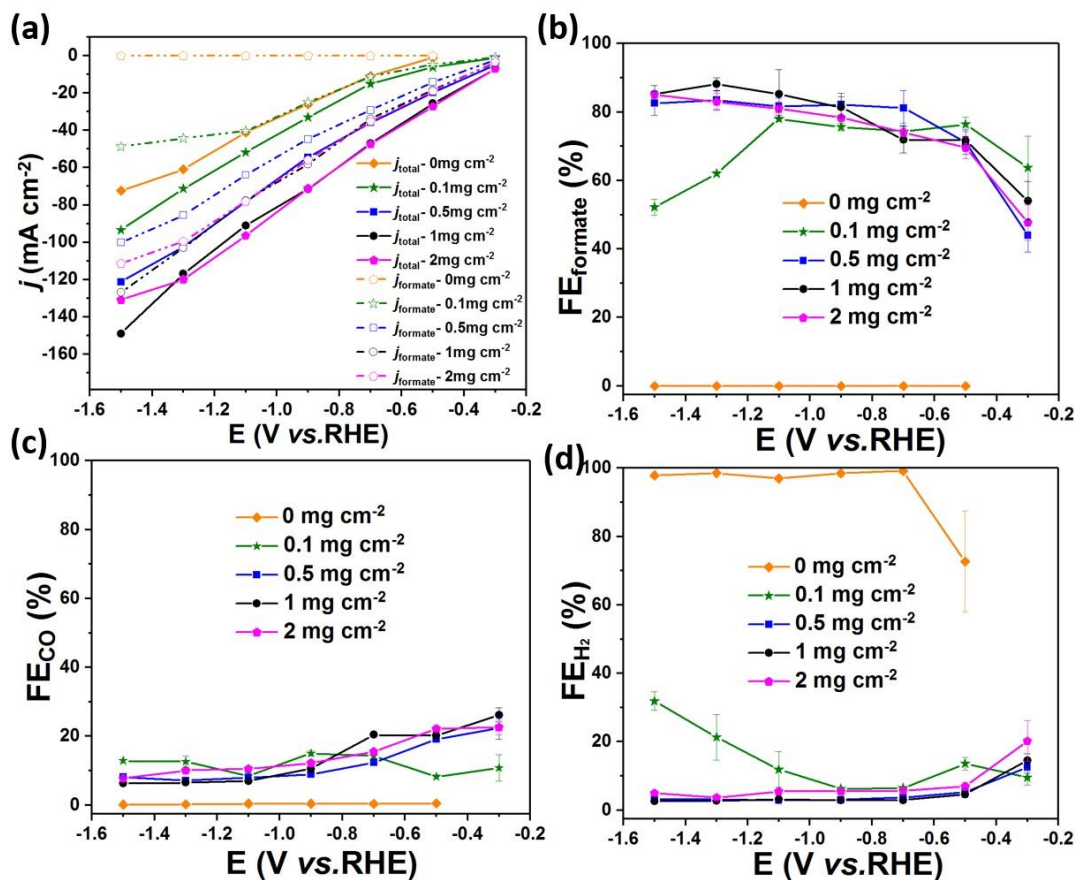 (a)
0
-20
-40
-60
-80
-100
-120
-140
-160
j (mA cm-2)
jtotal- 0mg cm-2
jtotal- 0.1mg cm-2
jtotal- 0.5mg cm-2
jtotal- 1mg cm-2
jtotal- 2mg cm-2
jformate- 0mg cm-2
jformate- 0.1mg cm-2
jformate- 0.5mg cm-2
jformate- 1mg cm-2
jformate- 2mg cm-2
-1.6 -1.4 -1.2 -1.0 -0.8 -0.6 -0.4 -0.2
E (V vs.RHE)
(b)
100
80
60
40
20
0
FEformate (%)
0 mg cm-2
0.1 mg cm-2
0.5 mg cm-2
1 mg cm-2
2 mg cm-2
-1.6 -1.4 -1.2 -1.0 -0.8 -0.6 -0.4 -0.2
E (V vs.RHE)
(c)
100
80
60
40
20
0
FECO (%)
0 mg cm-2
0.1 mg cm-2
0.5 mg cm-2
1 mg cm-2
2 mg cm-2
-1.6 -1.4 -1.2 -1.0 -0.8 -0.6 -0.4 -0.2
E (V vs.RHE)
(d)
100
80
60
40
20
0
FEH2 (%)
0 mg cm-2
0.1 mg cm-2
0.5 mg cm-2
1 mg cm-2
2 mg cm-2
-1.6 -1.4 -1.2 -1.0 -0.8 -0.6 -0.4 -0.2
E (V vs.RHE)